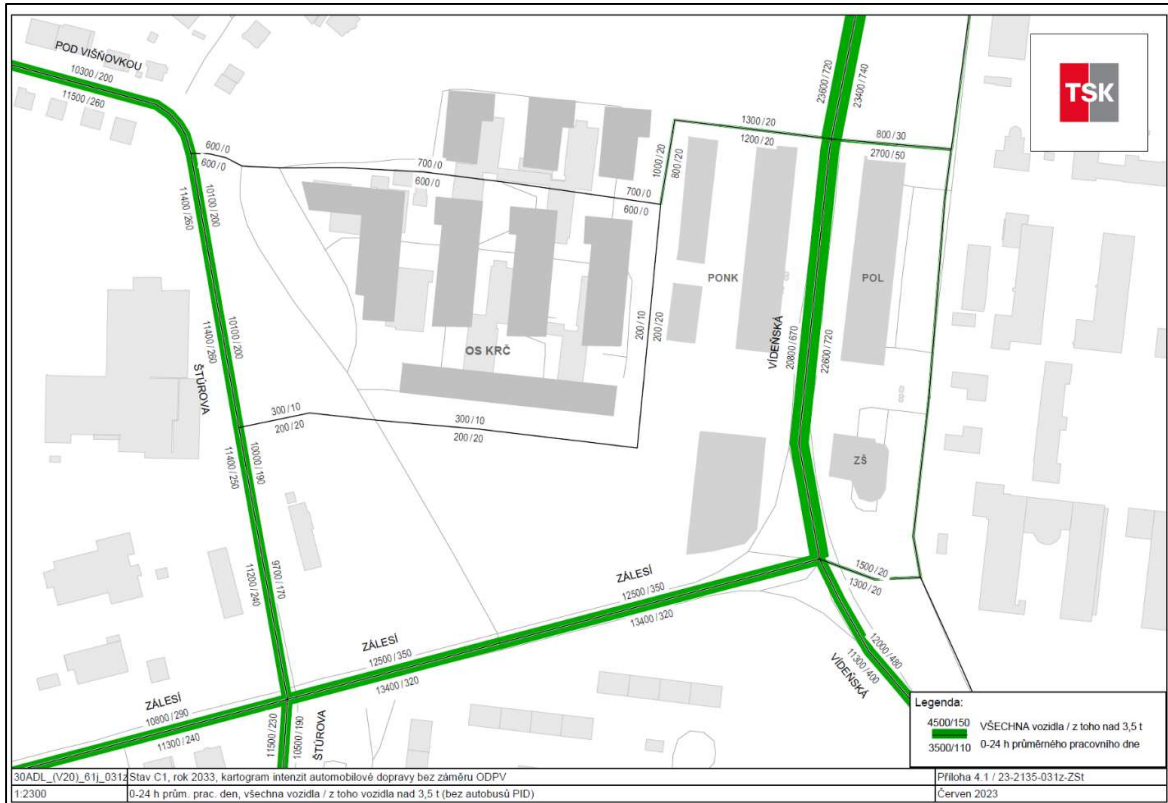 POD VIŠŇOVKOU
10300 / 200
11500 / 260
23600 / 720
23400 / 740
TSK
1300 / 20
1200 / 20
800 / 30
2700 / 50
600 / 0
600 / 0
700 / 0
600 / 0
700 / 0
600 / 0
1000 / 20
800 / 20
10100 / 200
11400 / 260
PONK
POL
OS KRČ
200 / 10
200 / 20
VÍDEŇSKÁ
20800 / 670
22600 / 720
10100 / 200
11400 / 260
ŠTÚROVA
300 / 10
200 / 20
300 / 10
200 / 20
10000 / 190
11400 / 250
ZŠ
9700 / 170
11200 / 240
1500 / 20
1300 / 20
ZÁLESÍ
12500 / 350
13400 / 320
ZÁLESÍ
12500 / 350
13400 / 320
12000 / 480
11300 / 400
VÍDEŇSKÁ
ZÁLESÍ
10800 / 290
11300 / 240
11500 / 230
10500 / 190
ŠTÚROVA
Legenda:
4500/150 VŠECHNA vozidla / z toho nad 3,5 t
3500/110 0-24 h průměrného pracovního dne
30ADL_(V20)_61j_031z Stav C1, rok 2033, kartogram intenzit automobilové dopravy bez záměru ODPV Příloha 4.1 / 23-2135-031z-ZSt
1:2300 0-24 h prům. prac. den, všechna vozidla / z toho vozidla nad 3,5 t (bez autobusů PID) Červen 2023